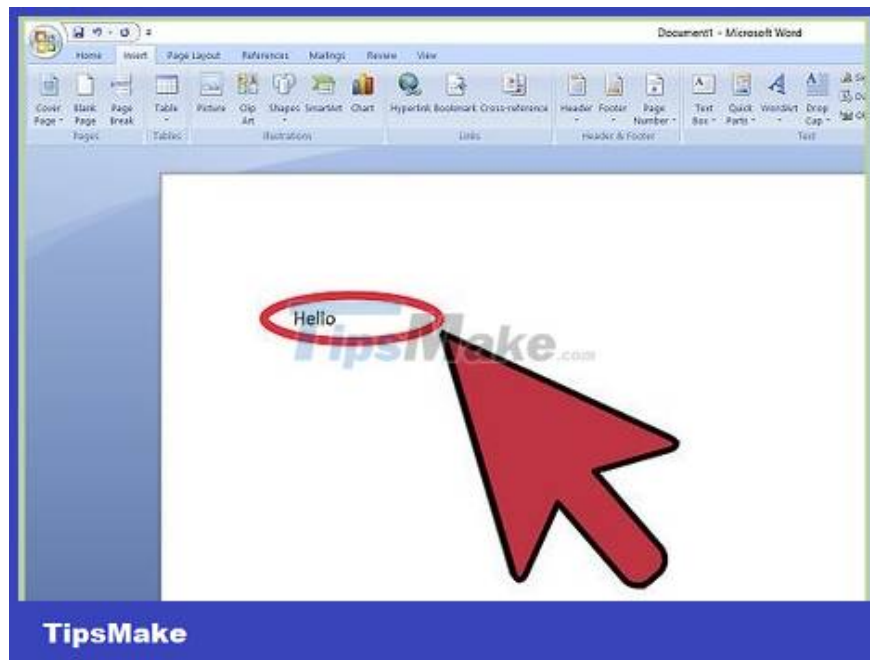 Document1 - Microsoft Word
Home Insert Page Layout References Mailings Review View
Cover Page Blank Page Page Break Table Picture Clip Art Shapes SmartArt Chart Hyperlink Bookmark Cross-reference Header Footer Page Number Text Box Quick Parts WordArt Drop Cap
Pages Tables Illustrations Links Header & Footer Text
Hello
TipsMake.com
TipsMake